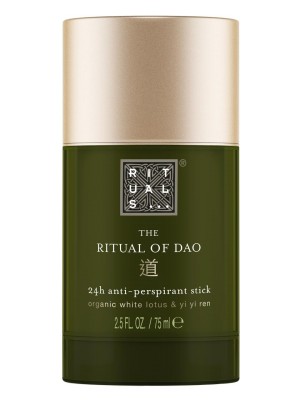 RITUALS...®
THE
RITUAL OF DAO
道
24h anti-perspirant stick
organic white lotus & yi yi ren
2.5 FL. OZ. / 75 ml ℮